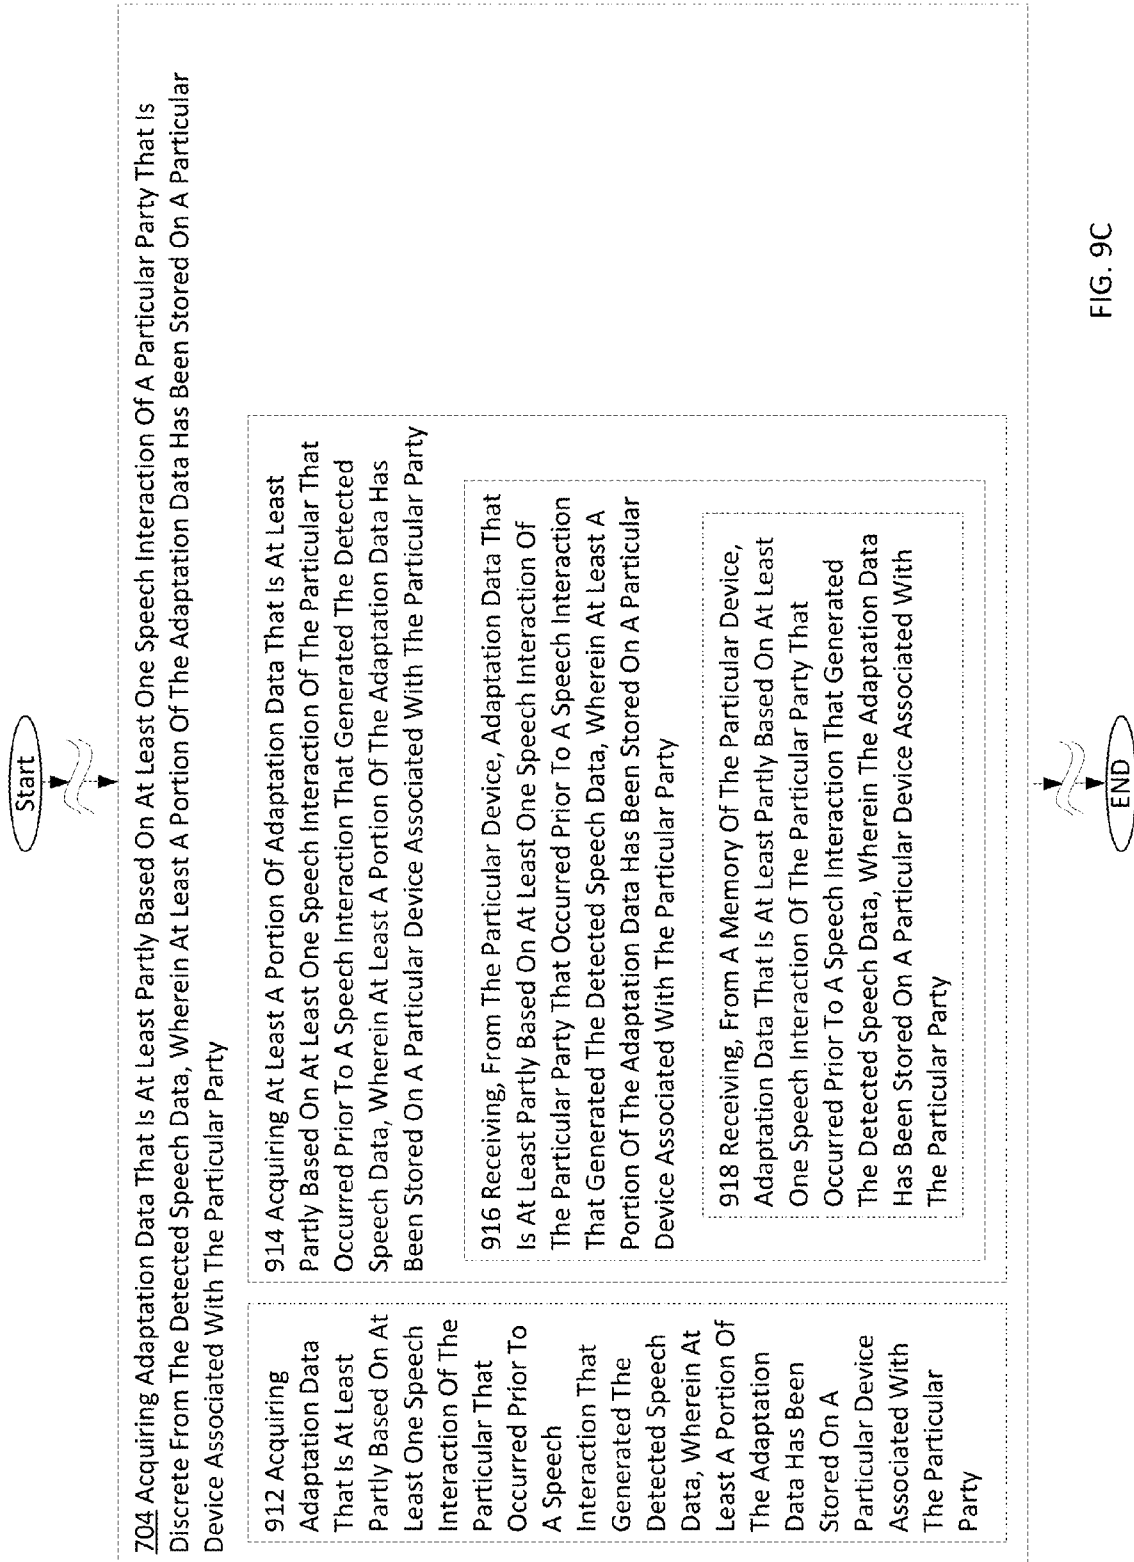 Start
704 Acquiring Adaptation Data That Is At Least Partly Based On At Least One Speech Interaction Of A Particular Party That Is
Discrete From The Detected Speech Data, Wherein At Least A Portion Of The Adaptation Data Has Been Stored On A Particular
Device Associated With The Particular Party
912 Acquiring
Adaptation Data
That Is At Least
Partly Based On At
Least One Speech
Interaction Of The
Particular That
Occurred Prior To
A Speech
Interaction That
Generated The
Detected Speech
Data, Wherein At
Least A Portion Of
The Adaptation
Data Has Been
Stored On A
Particular Device
Associated With
The Particular
Party
914 Acquiring At Least A Portion Of Adaptation Data That Is At Least
Partly Based On At Least One Speech Interaction Of The Particular That
Occurred Prior To A Speech Interaction That Generated The Detected
Speech Data, Wherein At Least A Portion Of The Adaptation Data Has
Been Stored On A Particular Device Associated With The Particular Party
916 Receiving, From The Particular Device, Adaptation Data That
Is At Least Partly Based On At Least One Speech Interaction Of
The Particular Party That Occurred Prior To A Speech Interaction
That Generated The Detected Speech Data, Wherein At Least A
Portion Of The Adaptation Data Has Been Stored On A Particular
Device Associated With The Particular Party
918 Receiving, From A Memory Of The Particular Device,
Adaptation Data That Is At Least Partly Based On At Least
One Speech Interaction Of The Particular Party That
Occurred Prior To A Speech Interaction That Generated
The Detected Speech Data, Wherein The Adaptation Data
Has Been Stored On A Particular Device Associated With
The Particular Party
END
FIG. 9C